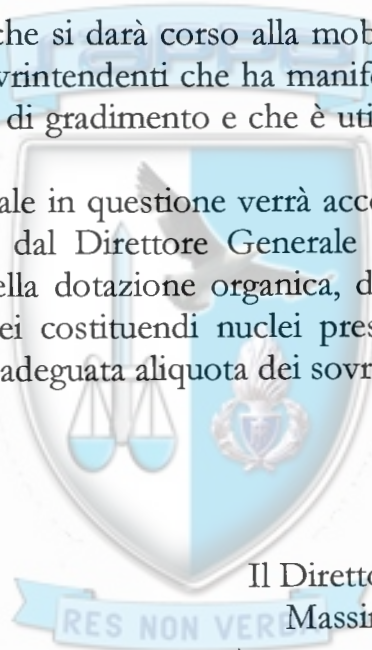 che si darà corso alla mob
vrintendenti che ha manife
di gradimento e che è uti
ale in questione verrà acc
dal Direttore Generale
ella dotazione organica, d
ei costituendi nuclei pres
adeguata aliquota dei sovr
Il Dirett
Massi
RES NON VERBA